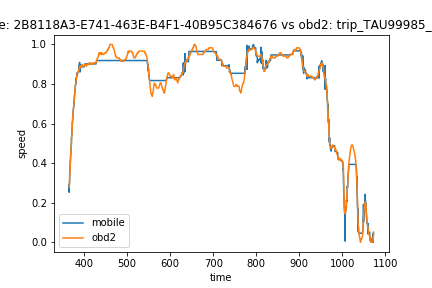 e: 2B8118A3-E741-463E-B4F1-40B95C384676 vs obd2: trip_TAU99985_
1.0
0.8
0.6
0.4
0.2
0.0
speed
mobile
obd2
400 500 600 700 800 900 1000 1100
time